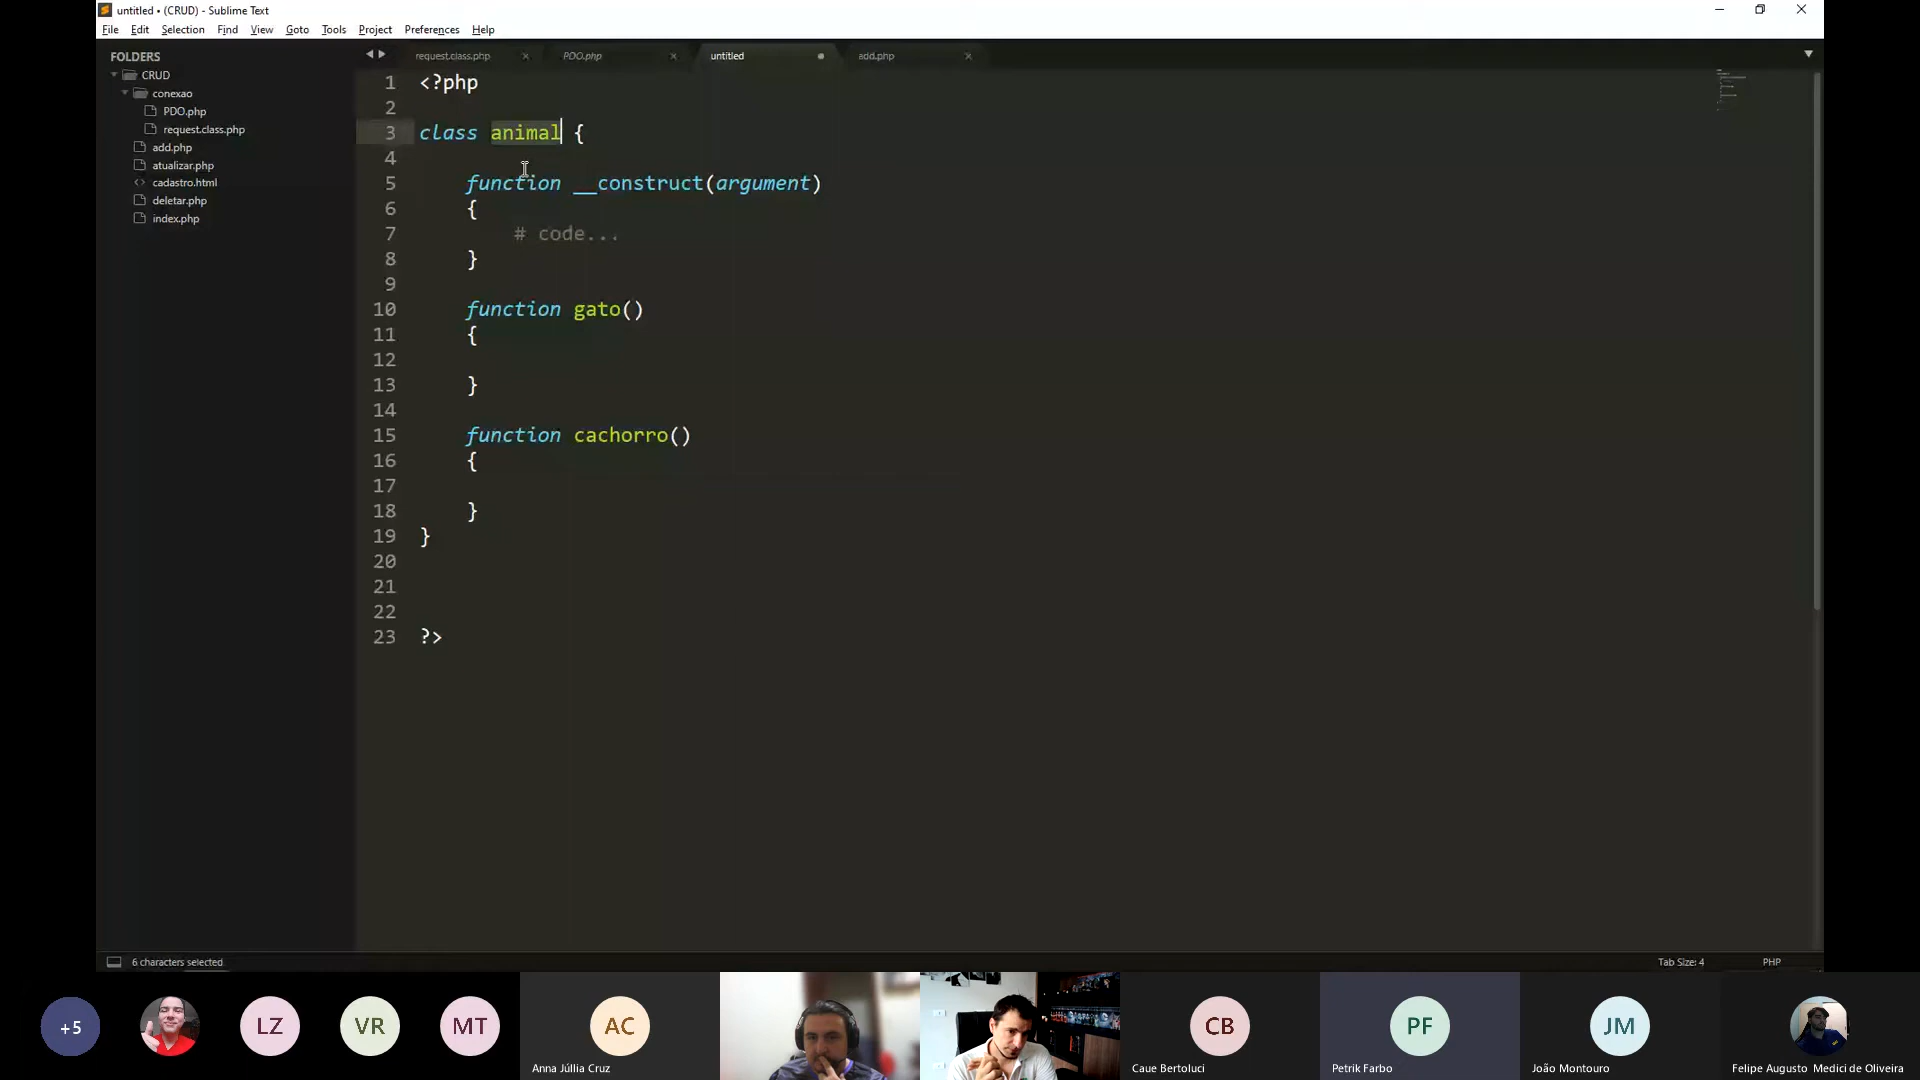 untitled • (CRUD) - Sublime Text
File Edit Selection Find View Goto Tools Project Preferences Help
FOLDERS
CRUD
conexao
PDO.php
request.class.php
add.php
atualizar.php
cadastro.html
deletar.php
index.php
request.class.php PDO.php untitled add.php
1 <?php
2
3 class animal {
4
5 function __construct(argument)
6 {
7 # code...
8 }
9
10 function gato()
11 {
12
13 }
14
15 function cachorro()
16 {
17
18 }
19 }
20
21
22
23 ?>
6 characters selected
Tab Size: 4 PHP
+5 LZ VR MT AC CB PF JM
Anna Júllia Cruz Caue Bertoluci Petrik Farbo João Montouro Felipe Augusto Medici de Oliveira